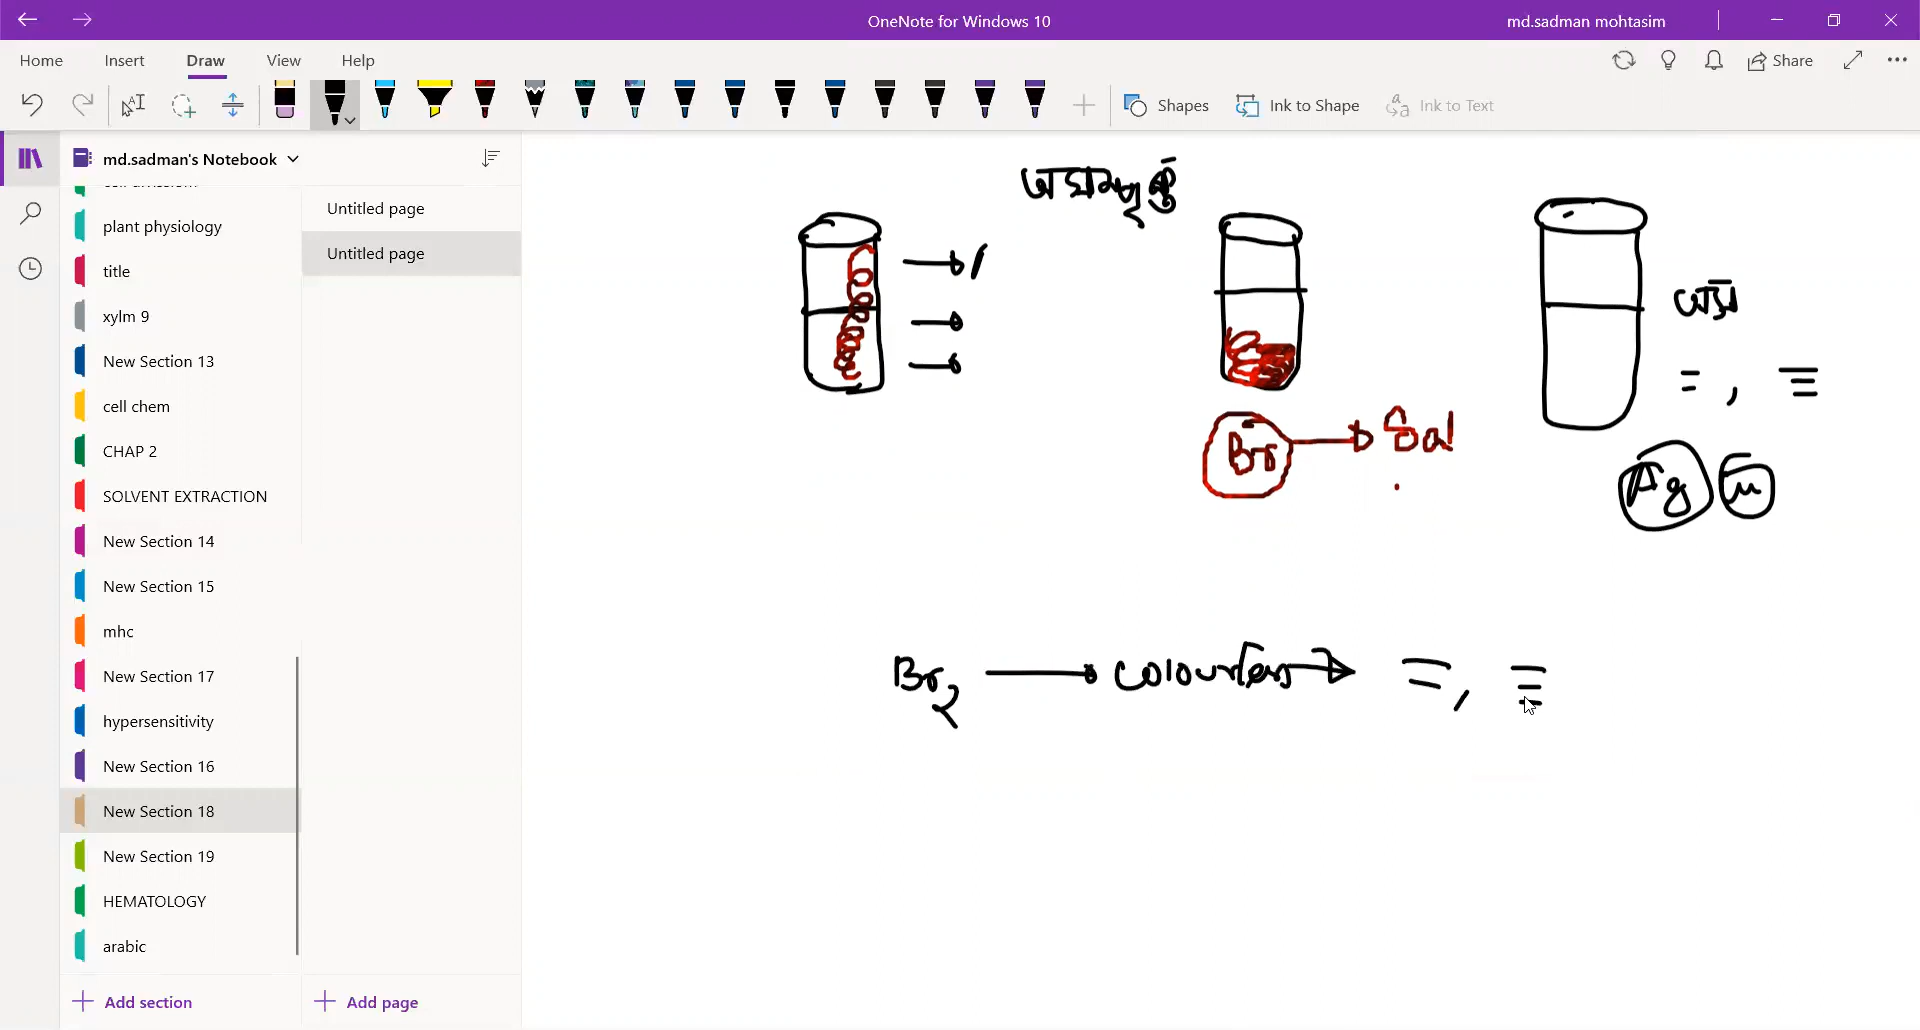 OneNote for Windows 10
md.sadman mohtasim
Home Insert Draw View Help
Share
Shapes Ink to Shape Ink to Text
md.sadman's Notebook
plant physiology
title
xylm 9
New Section 13
cell chem
CHAP 2
SOLVENT EXTRACTION
New Section 14
New Section 15
mhc
New Section 17
hypersensitivity
New Section 16
New Section 18
New Section 19
HEMATOLOGY
arabic
Add section
Untitled page
Untitled page
Add page
Br
= , ≡
Br₂ → colourless → = , ≡